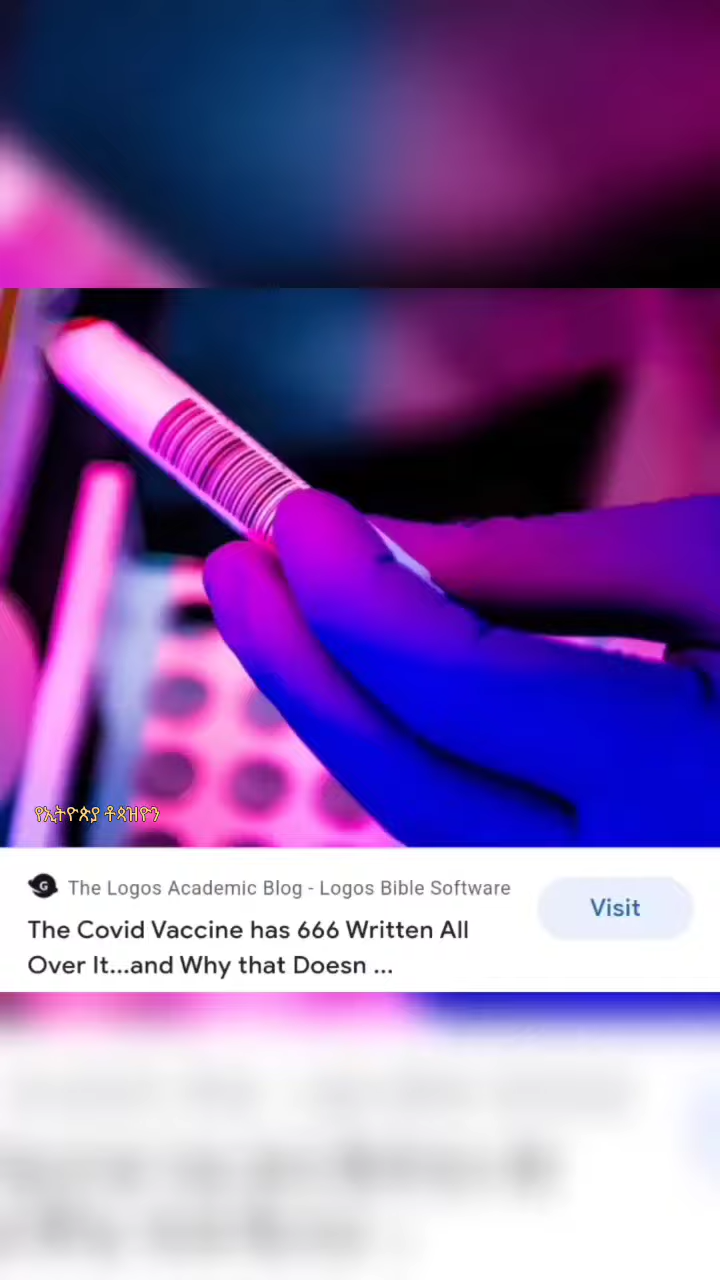 የኢትዮጵያ ቶጳዝዮን
The Logos Academic Blog - Logos Bible Software
Visit
The Covid Vaccine has 666 Written All
Over It...and Why that Doesn ...